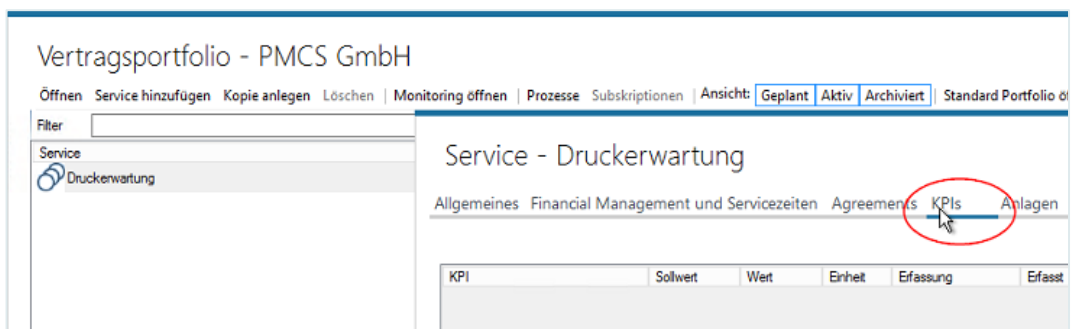 Vertragsportfolio - PMCS GmbH
Öffnen Service hinzufügen Kopie anlegen Löschen | Monitoring öffnen | Prozesse Subskriptionen | Ansicht: Geplant Aktiv Archiviert | Standard Portfolio
Filter
Service
Druckerwartung
Service - Druckerwartung
Allgemeines Financial Management und Servicezeiten Agreements KPIs Anlagen
KPI Sollwert Wert Einheit Erfassung Erfasst